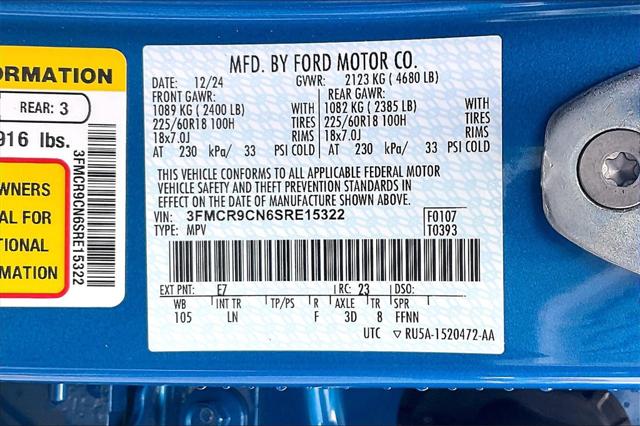 ORMATION
REAR: 3
916 lbs.
WNERS
AL FOR
TIONAL
RMATION
3FMCR9CN6SRE15322
MFD. BY FORD MOTOR CO.
DATE: 12/24 GVWR: 2123 KG ( 4680 LB)
FRONT GAWR: REAR GAWR:
1089 KG ( 2400 LB) WITH 1082 KG ( 2385 LB) WITH
225/60R18 100H TIRES 225/60R18 100H TIRES
18x7.0J RIMS 18x7.0J RIMS
AT 230 kPa/ 33 PSI COLD AT 230 kPa/ 33 PSI COLD
THIS VEHICLE CONFORMS TO ALL APPLICABLE FEDERAL MOTOR
VEHICLE SAFETY AND THEFT PREVENTION STANDARDS IN
EFFECT ON THE DATE OF MANUFACTURE SHOWN ABOVE.
VIN: 3FMCR9CN6SRE15322 F0107
TYPE: MPV T0393
EXT PNT: E7 RC: 23 DSO:
WB INT TR TP/PS R AXLE TR SPR
105 LN F 3D 8 FFNN
UTC ▽ RU5A-1520472-AA